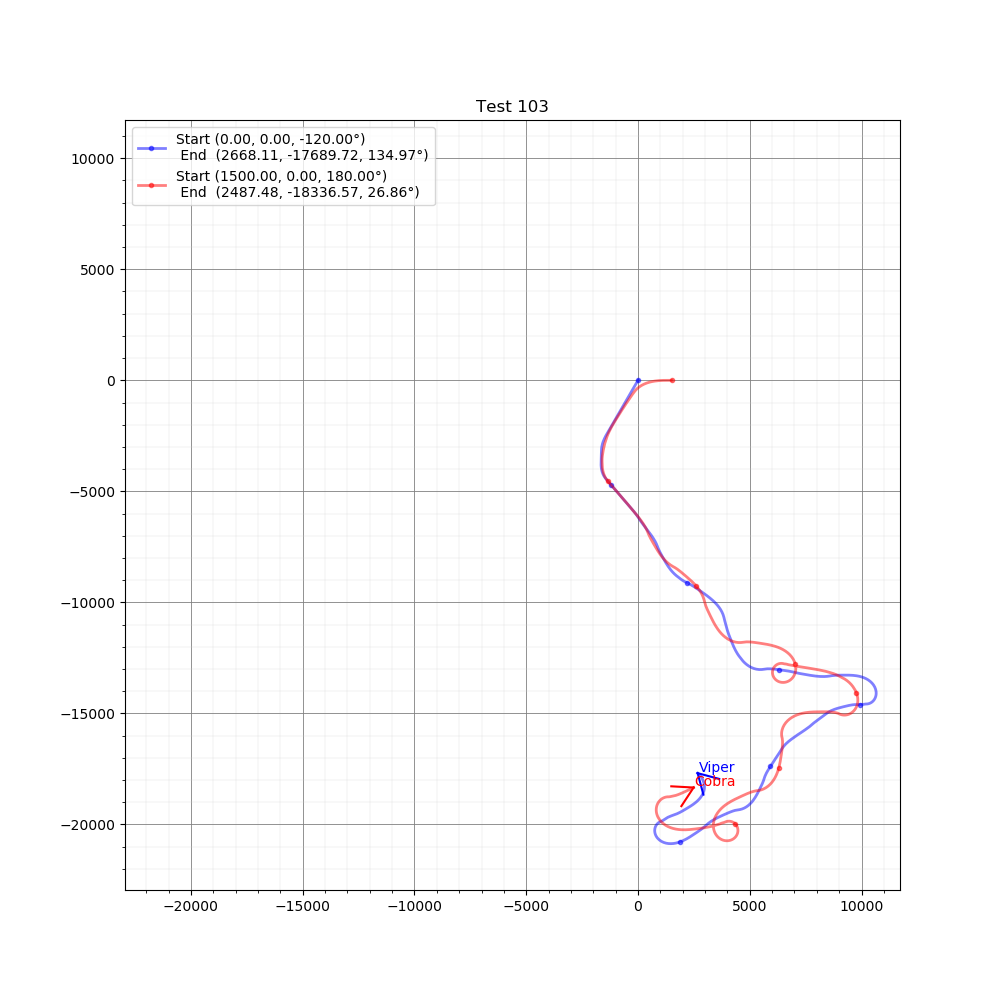 Test 103
Start (0.00, 0.00, -120.00°)
End (2668.11, -17689.72, 134.97°)
Start (1500.00, 0.00, 180.00°)
End (2487.48, -18336.57, 26.86°)
10000
5000
0
−5000
−10000
−15000
−20000
Viper
Cobra
−20000 −15000 −10000 −5000 0 5000 10000